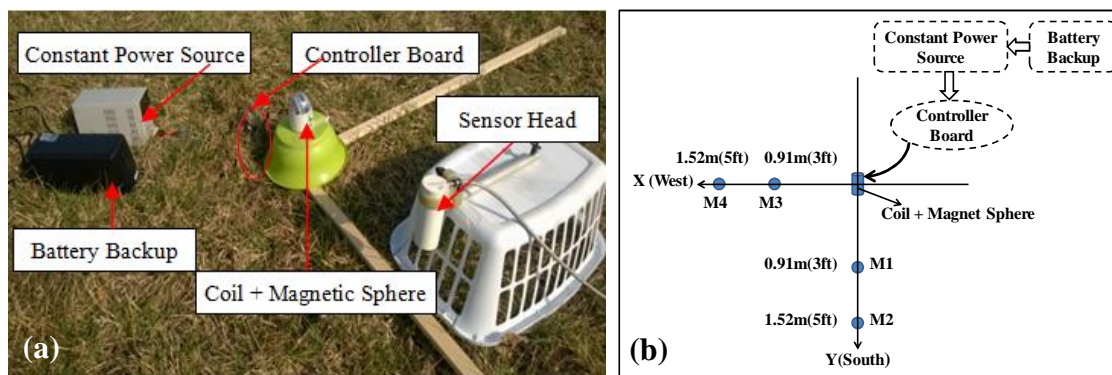 Constant Power Source
Controller Board
Sensor Head
Battery Backup
Coil + Magnetic Sphere
(a)
Constant Power
Source
Battery
Backup
Controller
Board
1.52m(5ft)
0.91m(3ft)
X (West)
M4
M3
Coil + Magnet Sphere
0.91m(3ft)
M1
1.52m(5ft)
M2
Y(South)
(b)